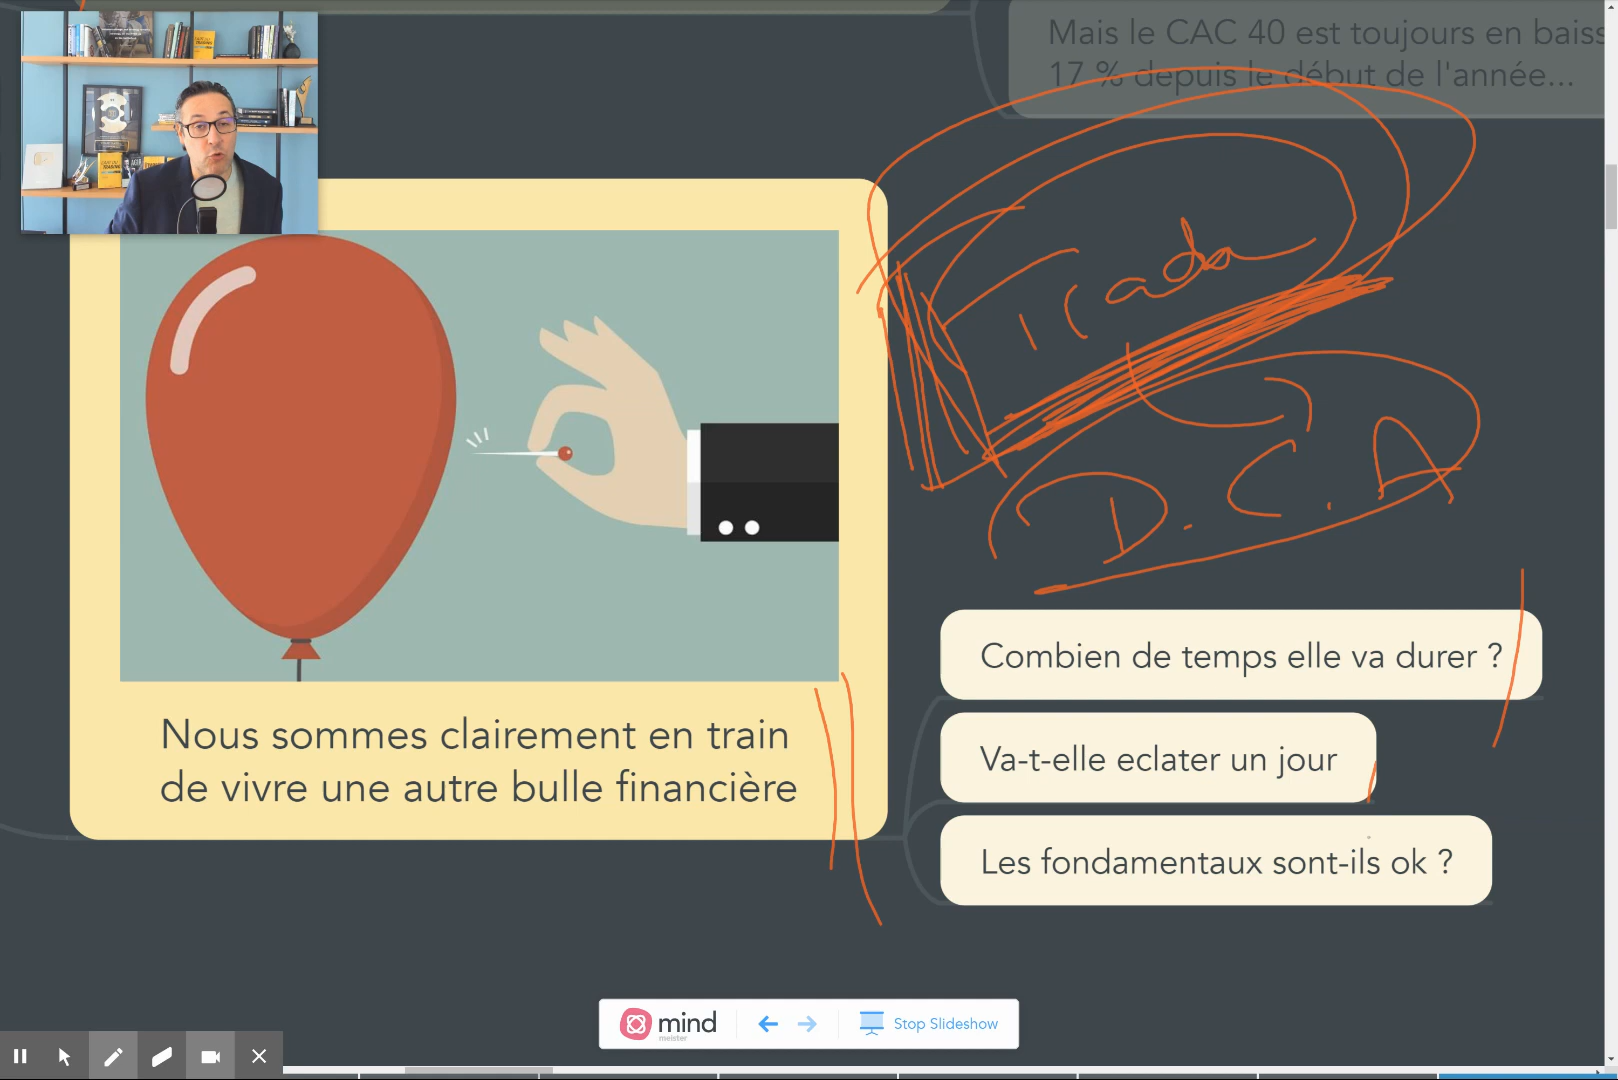 Mais le CAC 40 est toujours en baiss
17 % depuis le début de l'année...
D.C.A
Nous sommes clairement en train
de vivre une autre bulle financière
Combien de temps elle va durer ?
Va-t-elle eclater un jour
Les fondamentaux sont-ils ok ?
mind
meister
Stop Slideshow